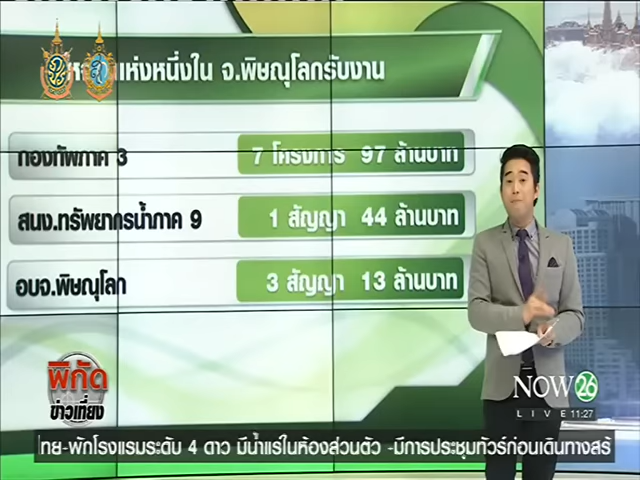 แห่งหนึ่งใน จ.พิษณุโลกรับงาน
กองทัพภาค 3 7 โครงการ 97 ล้านบาท
สนง.ทรัพยากรน้ำภาค 9 1 สัญญา 44 ล้านบาท
อบจ.พิษณุโลก 3 สัญญา 13 ล้านบาท
พิกัด
ข่าวเที่ยง
NOW26
LIVE 11:27
ทย-พักโรงแรมระดับ 4 ดาว มีน้ำแร่ในห้องส่วนตัว -มีการประชุมทัวร์ก่อนเดินทางสร้